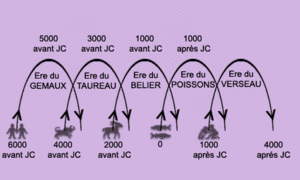 5000 3000 1000 1000
avant JC avant JC avant JC après JC
Ere du Ere du Ere du Ere du Ere du
GEMAUX TAUREAU BELIER POISSONS VERSEAU
6000 4000 2000 0 1000 4000
avant JC avant JC avant JC après JC aprés JC